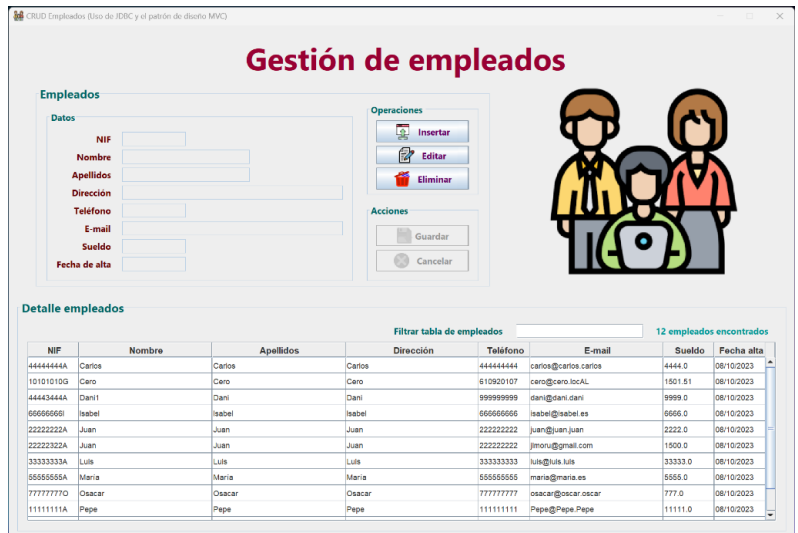 CRUD Empleados (Uso de JDBC y el patrón de diseño MVC)
Gestión de empleados
Empleados
Datos
NIF
Nombre
Apellidos
Dirección
Teléfono
E-mail
Sueldo
Fecha de alta
Operaciones
Insertar
Editar
Eliminar
Acciones
Guardar
Cancelar
Detalle empleados
Filtrar tabla de empleados 12 empleados encontrados
NIF Nombre Apellidos Dirección Teléfono E-mail Sueldo Fecha alta
44444444A Carlos Carlos Carlos 444444444 carlos@carlos.carlos 4444.0 08/10/2023
10101010G Cero Cero Cero 610920107 cero@cero.locAL 1501.51 08/10/2023
44443444A Dani1 Dani Dani 999999999 dani@dani.dani 9999.0 08/10/2023
66666666I Isabel Isabel Isabel 666666666 isabel@isabel.es 6666.0 08/10/2023
22222222A Juan Juan Juan 222222222 juan@juan.juan 2222.0 08/10/2023
22222322A Juan Juan Juan 222222222 jlmoru@gmail.com 1500.0 08/10/2023
33333333A Luis Luis Luis 333333333 luis@luis.luis 33333.0 08/10/2023
55555555A María María María 555555555 maria@maria.es 5555.0 08/10/2023
77777777O Osacar Osacar Osacar 777777777 osacar@oscar.oscar 777.0 08/10/2023
11111111A Pepe Pepe Pepe 111111111 Pepe@Pepe.Pepe 11111.0 08/10/2023